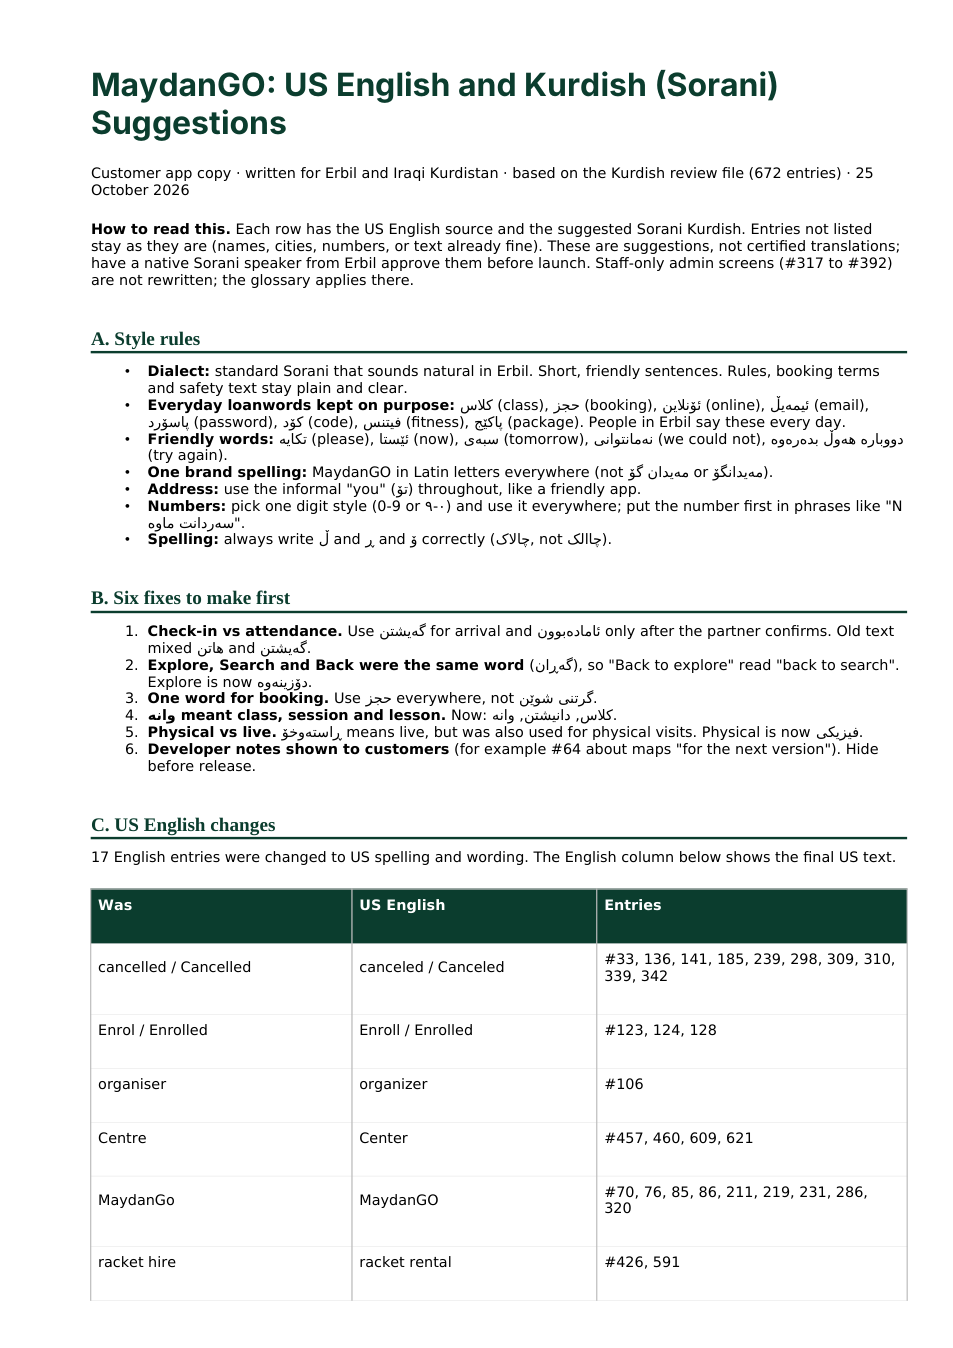 MaydanGO: US English and Kurdish (Sorani)
Suggestions
Customer app copy · written for Erbil and Iraqi Kurdistan · based on the Kurdish review file (672 entries) · 25
October 2026
How to read this. Each row has the US English source and the suggested Sorani Kurdish. Entries not listed
stay as they are (names, cities, numbers, or text already fine). These are suggestions, not certified translations;
have a native Sorani speaker from Erbil approve them before launch. Staff-only admin screens (#317 to #392)
are not rewritten; the glossary applies there.
A. Style rules
• Dialect: standard Sorani that sounds natural in Erbil. Short, friendly sentences. Rules, booking terms
and safety text stay plain and clear.
• Everyday loanwords kept on purpose: کلاس (class), حجز (booking), ئۆنلاین (online), ئیمەیڵ (email),
پاسۆرد (password), کۆد (code), فیتنس (fitness), پاکێج (package). People in Erbil say these every day.
• Friendly words: تکایە (please), ئێستا (now), سبەی (tomorrow), نەمانتوانی (we could not), دووبارە هەوڵ بدەرەوە
(try again).
• One brand spelling: MaydanGO in Latin letters everywhere (not مەیدان گۆ or مەیدانگۆ).
• Address: use the informal "you" (تۆ) throughout, like a friendly app.
• Numbers: pick one digit style (0-9 or ٠-٩) and use it everywhere; put the number first in phrases like "N
سەردانت ماوە".
• Spelling: always write ڵ and ڕ and ۆ correctly (چالاک, not چاالک).
B. Six fixes to make first
1. Check-in vs attendance. Use گەیشتن for arrival and ئامادەبوون only after the partner confirms. Old text
mixed هاتن and گەیشتن.
2. Explore, Search and Back were the same word (گەڕان), so "Back to explore" read "back to search".
Explore is now دۆزینەوە.
3. One word for booking. Use حجز everywhere, not گرتنی شوێن.
4. وانە meant class, session and lesson. Now: کلاس, دانیشتن, وانە.
5. Physical vs live. ڕاستەوخۆ means live, but was also used for physical visits. Physical is now فیزیکی.
6. Developer notes shown to customers (for example #64 about maps "for the next version"). Hide
before release.
C. US English changes
17 English entries were changed to US spelling and wording. The English column below shows the final US text.
Was US English Entries
cancelled / Cancelled canceled / Canceled #33, 136, 141, 185, 239, 298, 309, 310,
339, 342
Enrol / Enrolled Enroll / Enrolled #123, 124, 128
organiser organizer #106
Centre Center #457, 460, 609, 621
MaydanGo MaydanGO #70, 76, 85, 86, 211, 219, 231, 286,
320
racket hire racket rental #426, 591